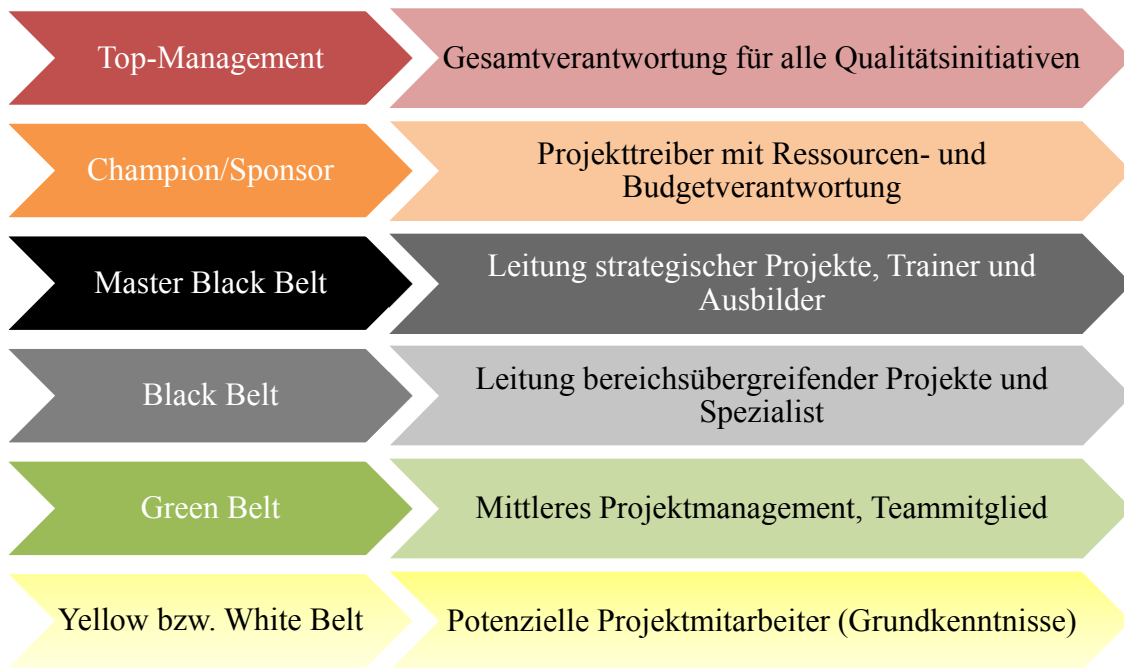 Top-Management
Gesamtverantwortung für alle Qualitätsinitiativen
Champion/Sponsor
Projekttreiber mit Ressourcen- und
Budgetverantwortung
Master Black Belt
Leitung strategischer Projekte, Trainer und
Ausbilder
Black Belt
Leitung bereichsübergreifender Projekte und
Spezialist
Green Belt
Mittleres Projektmanagement, Teammitglied
Yellow bzw. White Belt
Potenzielle Projektmitarbeiter (Grundkenntnisse)